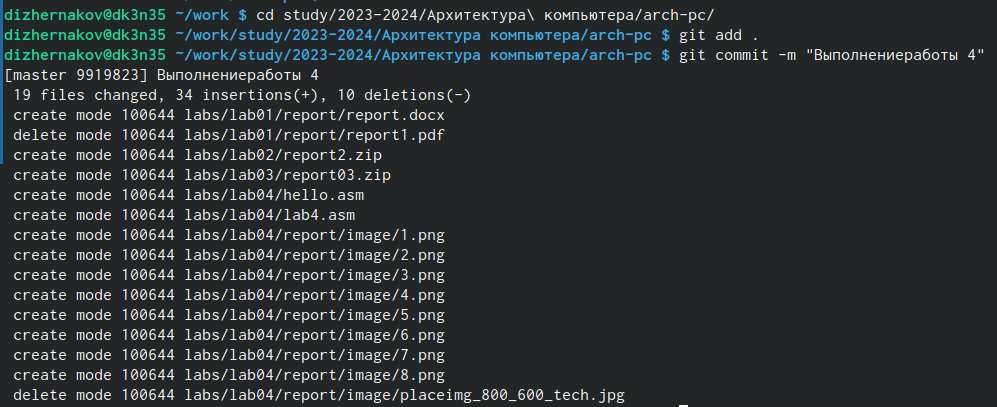 dizhernakov@dk3n35 ~/work $ cd study/2023-2024/Архитектура\ компьютера/arch-pc/
dizhernakov@dk3n35 ~/work/study/2023-2024/Архитектура компьютера/arch-pc $ git add .
dizhernakov@dk3n35 ~/work/study/2023-2024/Архитектура компьютера/arch-pc $ git commit -m "Выполнениеработы 4"
[master 9919823] Выполнениеработы 4
19 files changed, 34 insertions(+), 10 deletions(-)
create mode 100644 labs/lab01/report/report.docx
delete mode 100644 labs/lab01/report/report1.pdf
create mode 100644 labs/lab02/report2.zip
create mode 100644 labs/lab03/report03.zip
create mode 100644 labs/lab04/hello.asm
create mode 100644 labs/lab04/lab4.asm
create mode 100644 labs/lab04/report/image/1.png
create mode 100644 labs/lab04/report/image/2.png
create mode 100644 labs/lab04/report/image/3.png
create mode 100644 labs/lab04/report/image/4.png
create mode 100644 labs/lab04/report/image/5.png
create mode 100644 labs/lab04/report/image/6.png
create mode 100644 labs/lab04/report/image/7.png
create mode 100644 labs/lab04/report/image/8.png
delete mode 100644 labs/lab04/report/image/placeimg_800_600_tech.jpg